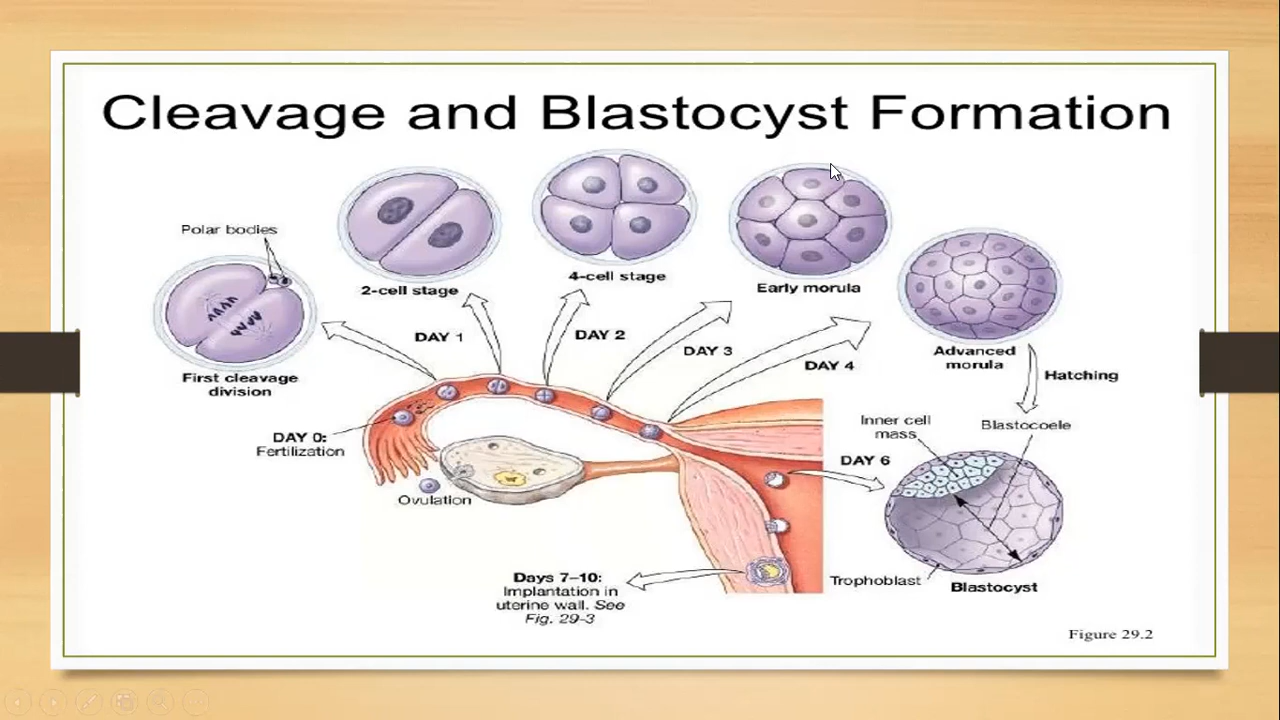 Cleavage and Blastocyst Formation
Polar bodies
First cleavage
division
2-cell stage
4-cell stage
Early morula
Advanced
morula
DAY 1
DAY 2
DAY 3
DAY 4
Hatching
DAY 0:
Fertilization
Ovulation
Inner cell
mass
Blastocoele
DAY 6
Days 7–10:
Implantation in
uterine wall. See
Fig. 29-3
Trophoblast
Blastocyst
Figure 29.2